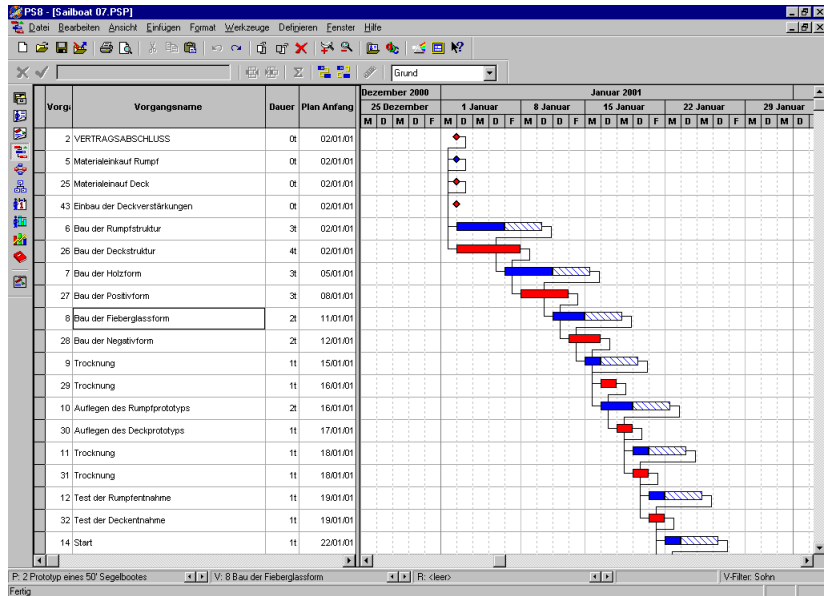 PS8 - [Sailboat 07.PSP]
Datei Bearbeiten Ansicht Einfügen Format Werkzeuge Definieren Fenster Hilfe
Grund
Dezember 2000 Januar 2001
Vorga Vorgangsname Dauer Plan Anfang 25 Dezember 1 Januar 8 Januar 15 Januar 22 Januar 29 Januar
M D M D F M D M D F M D M D F M D M D F M D M D F M D M D
2 VERTRAGSABSCHLUSS 0t 02/01/01
5 Materialeinkauf Rumpf 0t 02/01/01
25 Materialeinauf Deck 0t 02/01/01
43 Einbau der Deckverstärkungen 0t 02/01/01
6 Bau der Rumpfstruktur 3t 02/01/01
26 Bau der Deckstruktur 4t 02/01/01
7 Bau der Holzform 3t 05/01/01
27 Bau der Positivform 3t 08/01/01
8 Bau der Fieberglassform 2t 11/01/01
28 Bau der Negativform 2t 12/01/01
9 Trocknung 1t 15/01/01
29 Trocknung 1t 16/01/01
10 Auflegen des Rumpfprototyps 2t 16/01/01
30 Auflegen des Deckprototyps 1t 17/01/01
11 Trocknung 1t 18/01/01
31 Trocknung 1t 18/01/01
12 Test der Rumpfentnahme 1t 19/01/01
32 Test der Deckentnahme 1t 19/01/01
14 Start 1t 22/01/01
P: 2 Prototyp eines 50' Segelbootes V: 8 Bau der Fieberglassform R: <leer> V-Filter: Sohn
Fertig